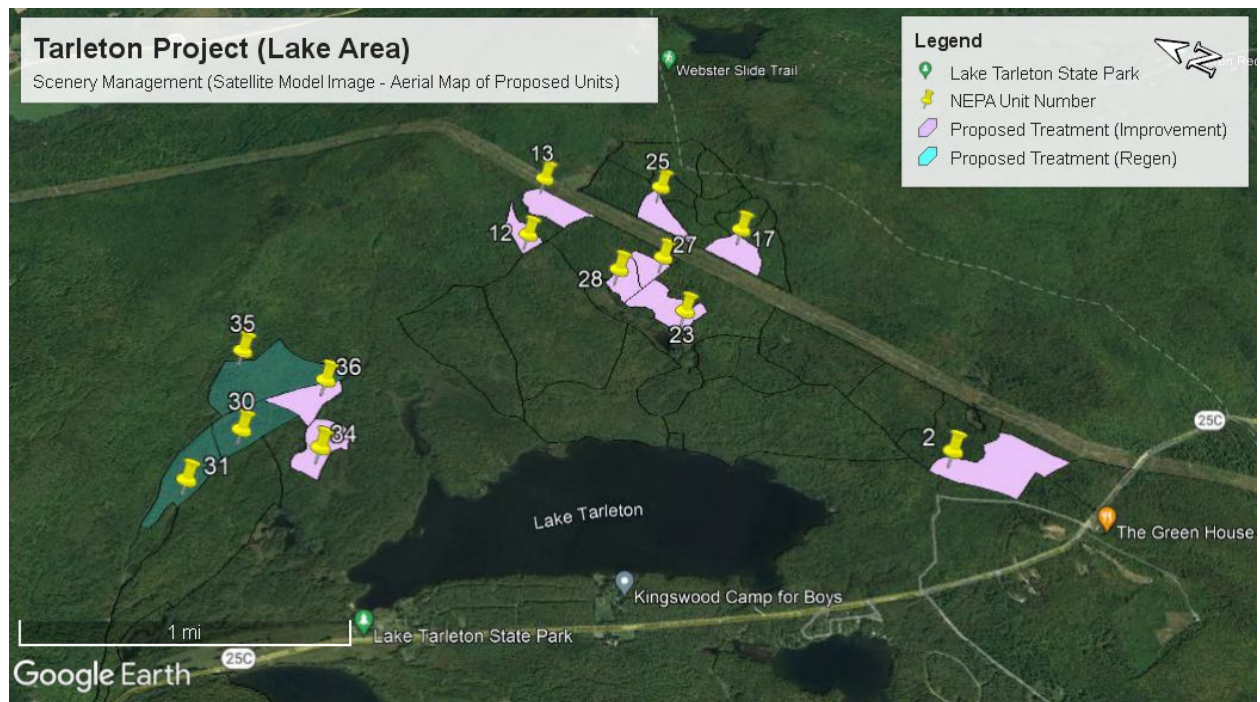 Tarleton Project (Lake Area)
Scenery Management (Satellite Model Image - Aerial Map of Proposed Units)
Legend
N
Lake Tarleton State Park
NEPA Unit Number
Proposed Treatment (Improvement)
Proposed Treatment (Regen)
Webster Slide Trail
13
25
12
17
27
28
23
35
36
30
34
31
2
25C
Lake Tarleton
The Green House
Kingswood Camp for Boys
1 mi
Lake Tarleton State Park
25C
Google Earth